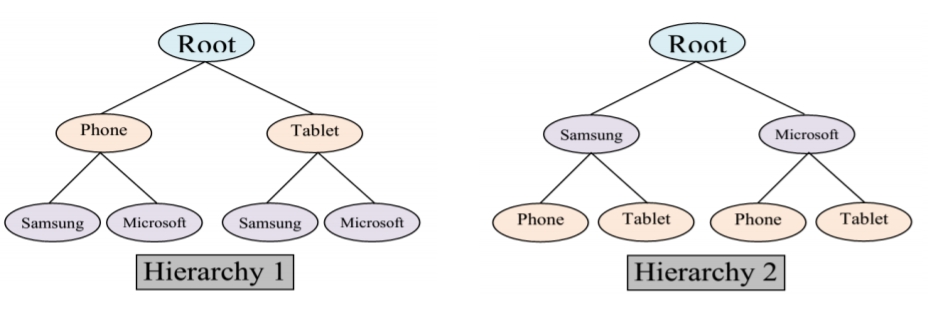 Root
Root
Phone
Tablet
Samsung
Microsoft
Samsung
Microsoft
Samsung
Microsoft
Phone
Tablet
Phone
Tablet
Hierarchy 1
Hierarchy 2